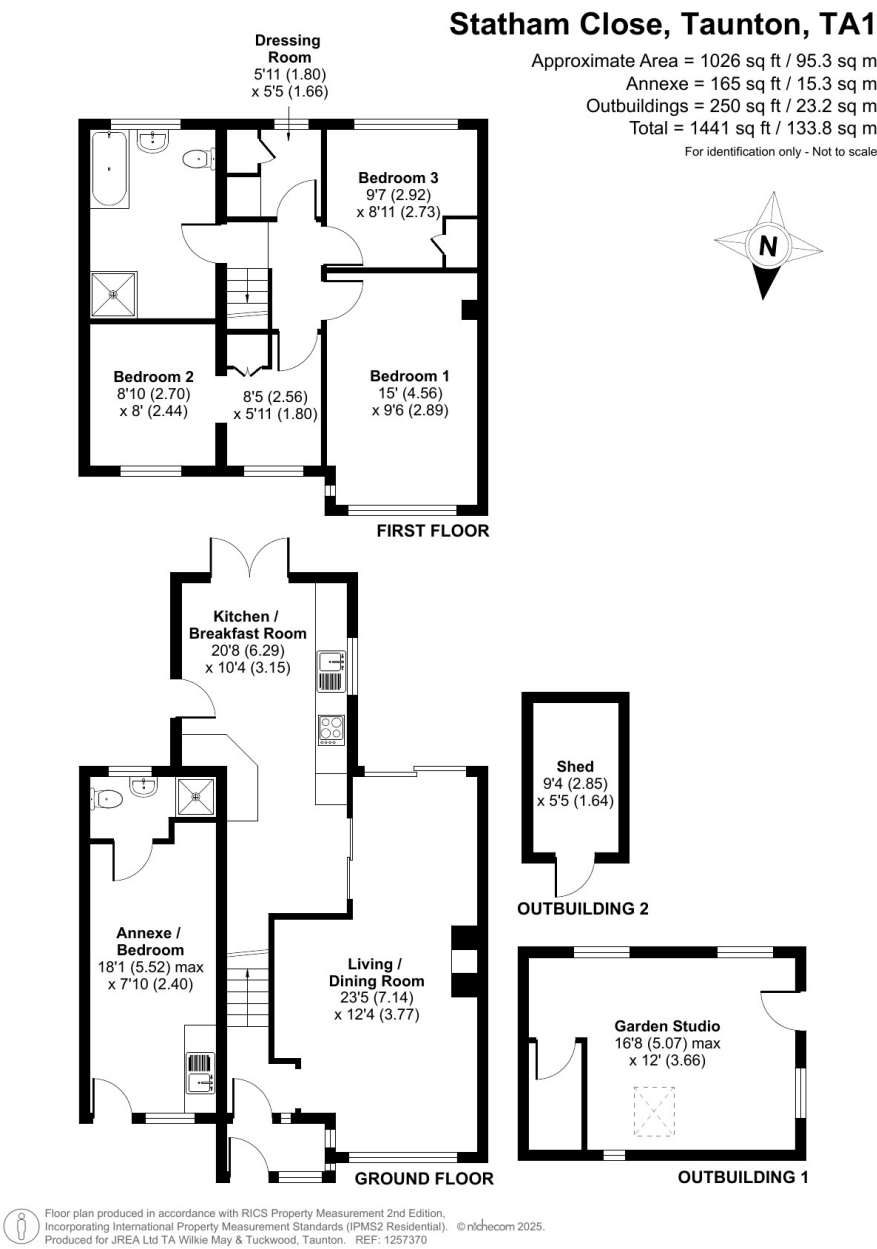 Statham Close, Taunton, TA1
Approximate Area = 1026 sq ft / 95.3 sq m
Annexe = 165 sq ft / 15.3 sq m
Outbuildings = 250 sq ft / 23.2 sq m
Total = 1441 sq ft / 133.8 sq m
For identification only - Not to scale
N
Dressing
Room
5'11 (1.80)
x 5'5 (1.66)
Bedroom 3
9'7 (2.92)
x 8'11 (2.73)
Bedroom 2
8'10 (2.70)
x 8' (2.44)
8'5 (2.56)
x 5'11 (1.80)
Bedroom 1
15' (4.56)
x 9'6 (2.89)
FIRST FLOOR
Kitchen /
Breakfast Room
20'8 (6.29)
x 10'4 (3.15)
Shed
9'4 (2.85)
x 5'5 (1.64)
OUTBUILDING 2
Annexe /
Bedroom
18'1 (5.52) max
x 7'10 (2.40)
Living /
Dining Room
23'5 (7.14)
x 12'4 (3.77)
Garden Studio
16'8 (5.07) max
x 12' (3.66)
GROUND FLOOR
OUTBUILDING 1
Floor plan produced in accordance with RICS Property Measurement 2nd Edition,
Incorporating International Property Measurement Standards (IPMS2 Residential). © nichecom 2025.
Produced for JREA Ltd TA Wilkie May & Tuckwood, Taunton. REF: 1257370